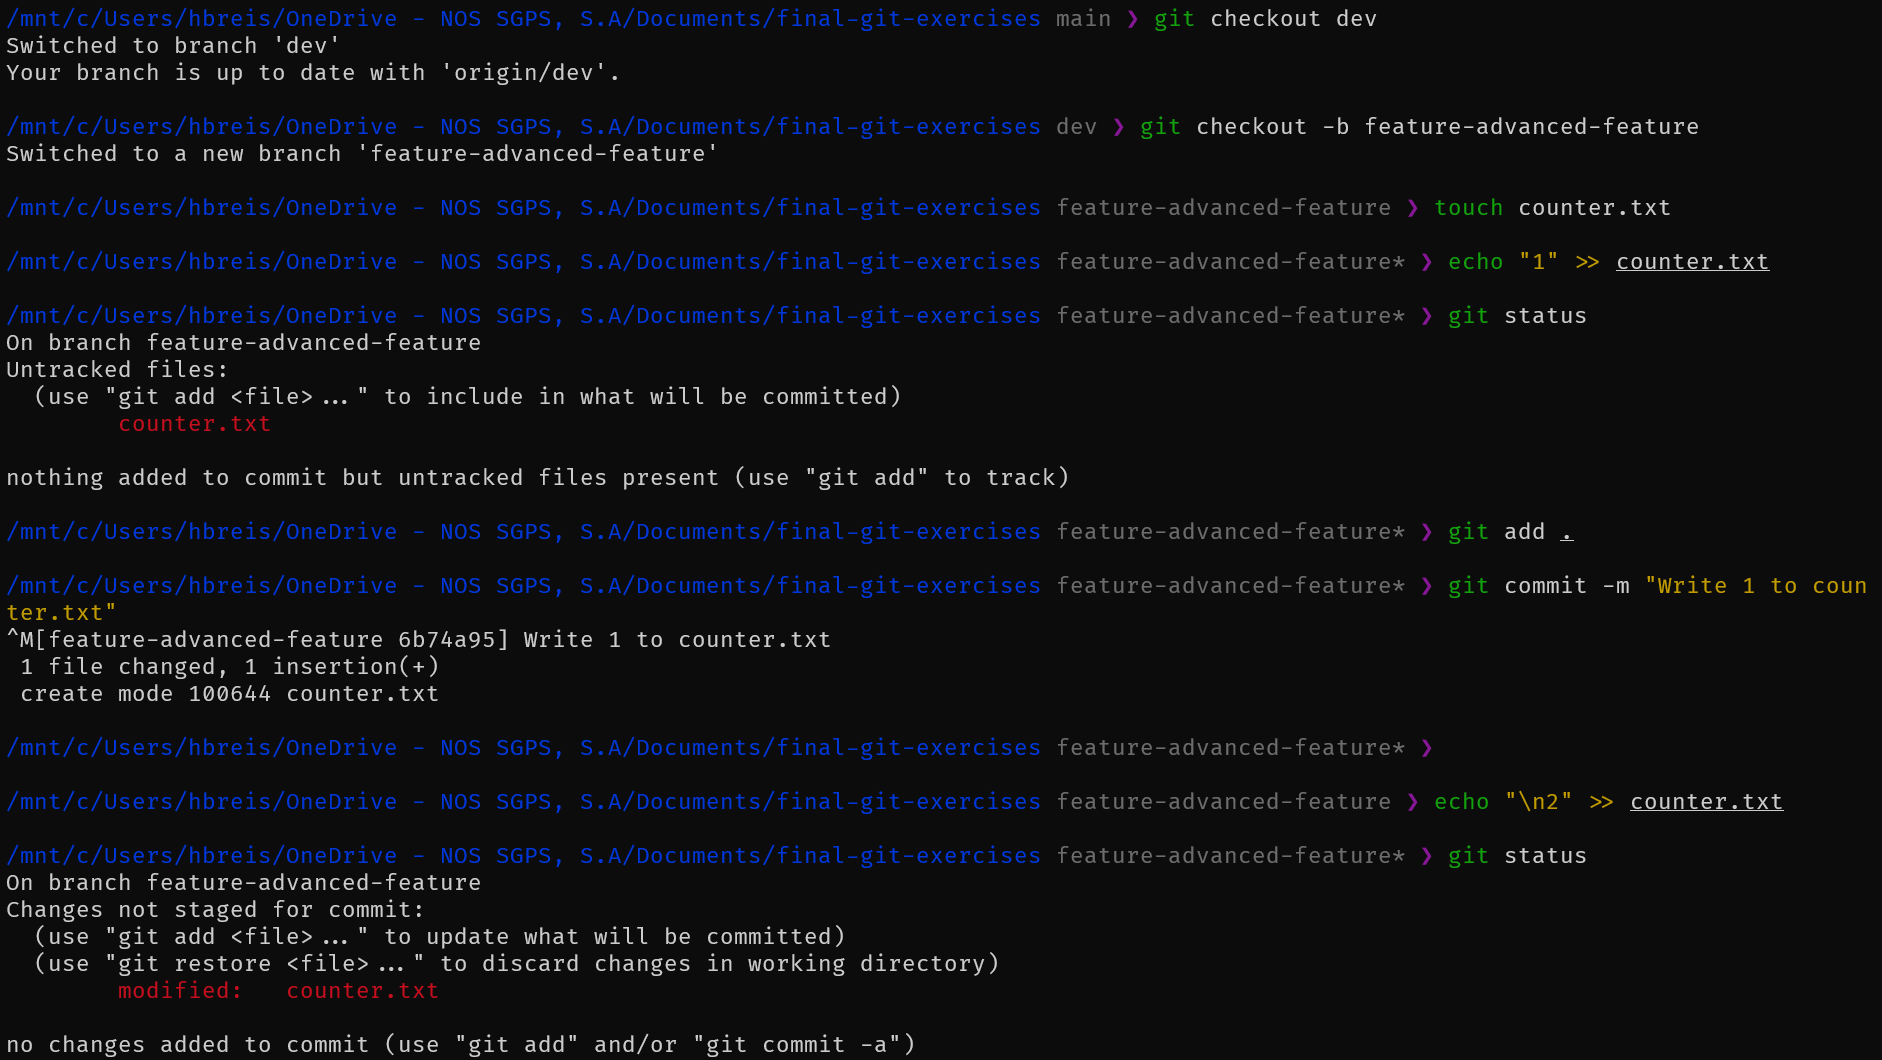 /mnt/c/Users/hbreis/OneDrive - NOS SGPS, S.A/Documents/final-git-exercises main ❯ git checkout dev
Switched to branch 'dev'
Your branch is up to date with 'origin/dev'.
/mnt/c/Users/hbreis/OneDrive - NOS SGPS, S.A/Documents/final-git-exercises dev ❯ git checkout -b feature-advanced-feature
Switched to a new branch 'feature-advanced-feature'
/mnt/c/Users/hbreis/OneDrive - NOS SGPS, S.A/Documents/final-git-exercises feature-advanced-feature ❯ touch counter.txt
/mnt/c/Users/hbreis/OneDrive - NOS SGPS, S.A/Documents/final-git-exercises feature-advanced-feature* ❯ echo "1" >> counter.txt
/mnt/c/Users/hbreis/OneDrive - NOS SGPS, S.A/Documents/final-git-exercises feature-advanced-feature* ❯ git status
On branch feature-advanced-feature
Untracked files:
  (use "git add <file>..." to include in what will be committed)
        counter.txt
nothing added to commit but untracked files present (use "git add" to track)
/mnt/c/Users/hbreis/OneDrive - NOS SGPS, S.A/Documents/final-git-exercises feature-advanced-feature* ❯ git add .
/mnt/c/Users/hbreis/OneDrive - NOS SGPS, S.A/Documents/final-git-exercises feature-advanced-feature* ❯ git commit -m "Write 1 to coun
ter.txt"
^M[feature-advanced-feature 6b74a95] Write 1 to counter.txt
 1 file changed, 1 insertion(+)
 create mode 100644 counter.txt
/mnt/c/Users/hbreis/OneDrive - NOS SGPS, S.A/Documents/final-git-exercises feature-advanced-feature* ❯
/mnt/c/Users/hbreis/OneDrive - NOS SGPS, S.A/Documents/final-git-exercises feature-advanced-feature ❯ echo "\n2" >> counter.txt
/mnt/c/Users/hbreis/OneDrive - NOS SGPS, S.A/Documents/final-git-exercises feature-advanced-feature* ❯ git status
On branch feature-advanced-feature
Changes not staged for commit:
  (use "git add <file>..." to update what will be committed)
  (use "git restore <file>..." to discard changes in working directory)
        modified:   counter.txt
no changes added to commit (use "git add" and/or "git commit -a")